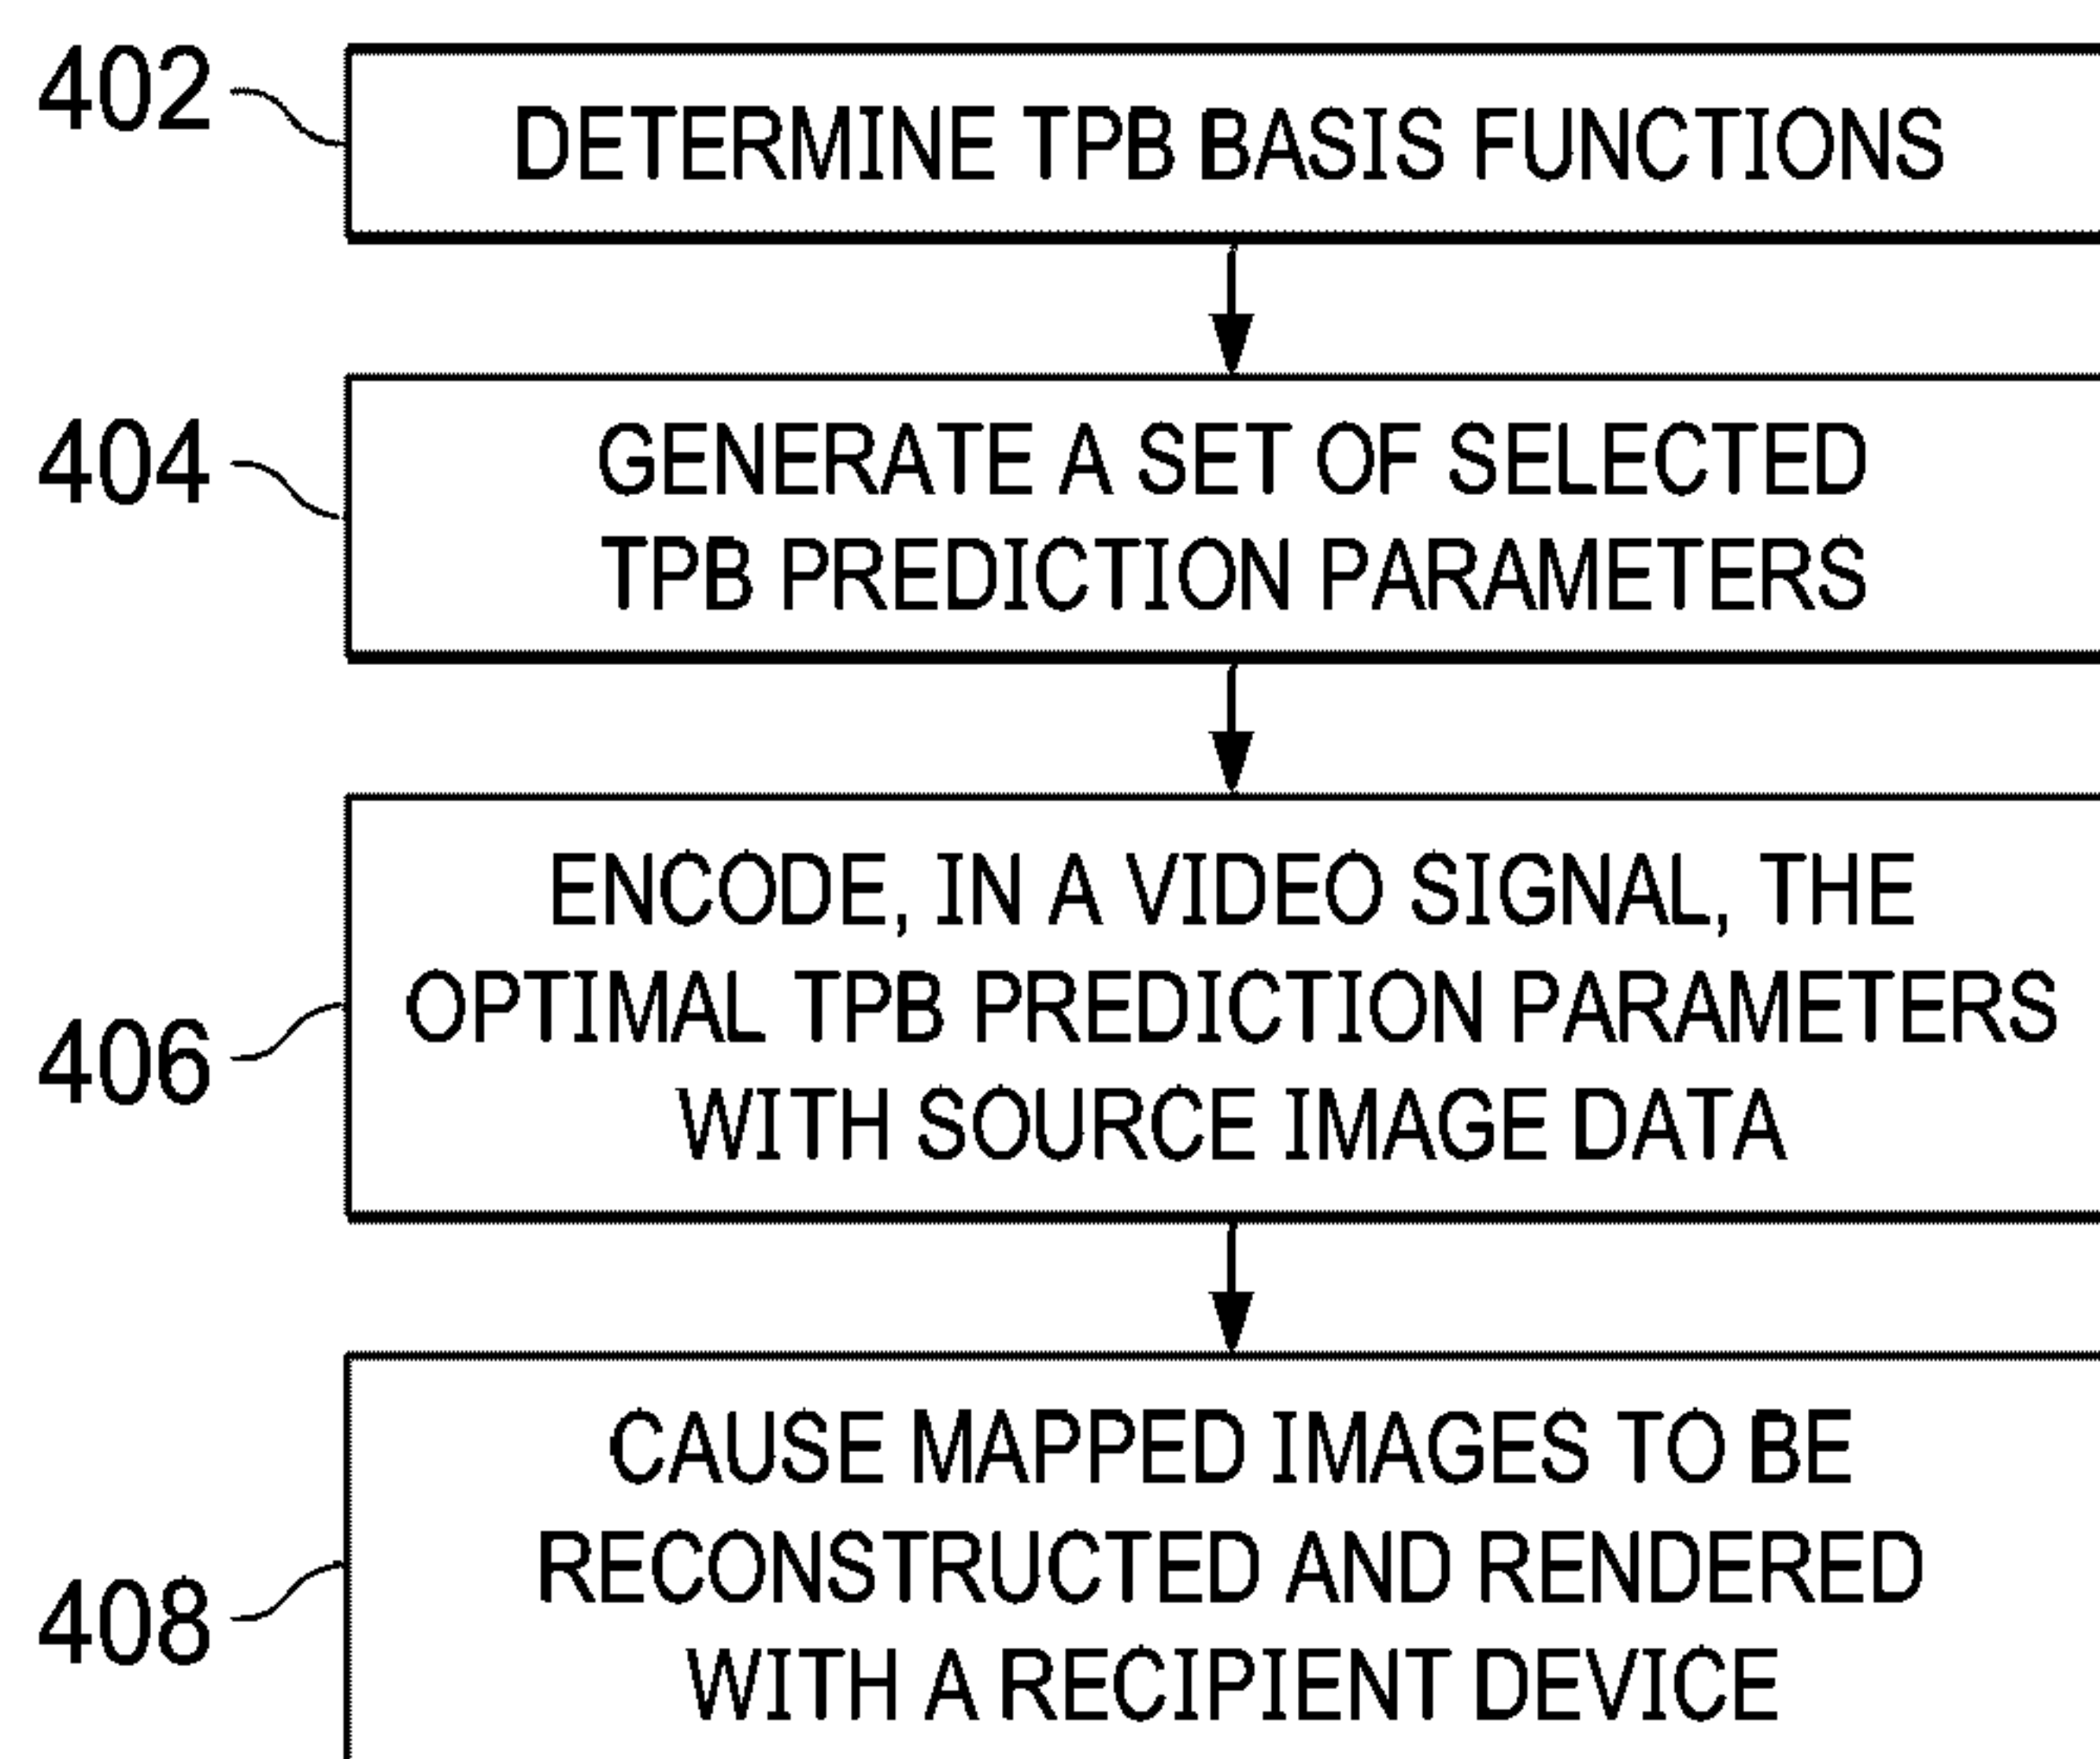 402
DETERMINE TPB BASIS FUNCTIONS
404
GENERATE A SET OF SELECTED
TPB PREDICTION PARAMETERS
406
ENCODE, IN A VIDEO SIGNAL, THE
OPTIMAL TPB PREDICTION PARAMETERS
WITH SOURCE IMAGE DATA
408
CAUSE MAPPED IMAGES TO BE
RECONSTRUCTED AND RENDERED
WITH A RECIPIENT DEVICE